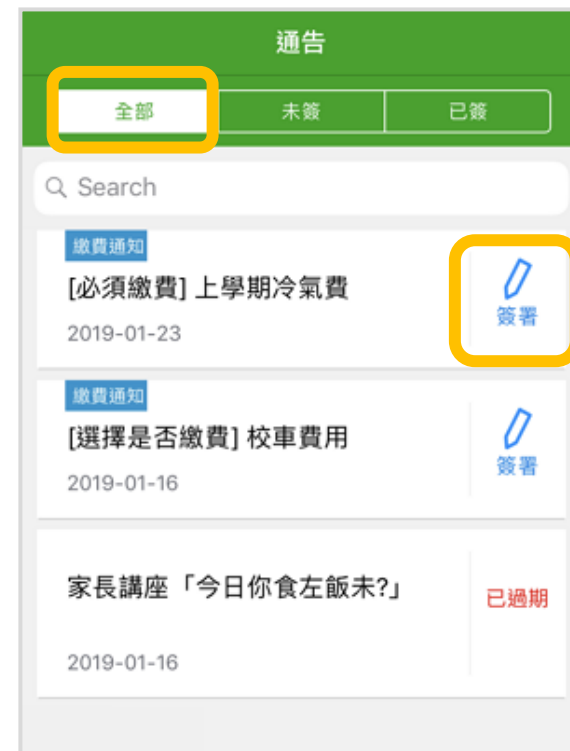 通告
全部 未簽 已簽
Search
繳費通知
[必須繳費] 上學期冷氣費
2019-01-23
簽署
繳費通知
[選擇是否繳費] 校車費用
2019-01-16
簽署
家長講座「今日你食左飯未?」
2019-01-16
已過期